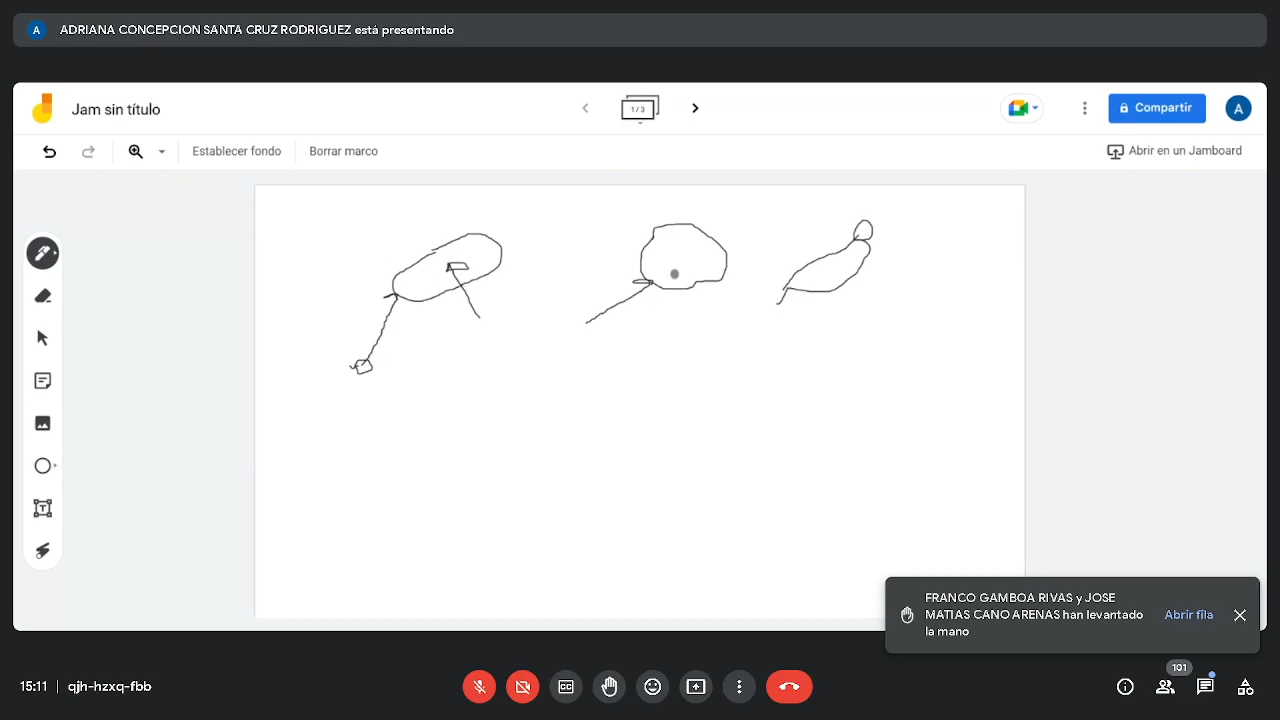 A ADRIANA CONCEPCION SANTA CRUZ RODRIGUEZ está presentando
Jam sin título
1 / 3
Compartir
A
Establecer fondo
Borrar marco
Abrir en un Jamboard
T
FRANCO GAMBOA RIVAS y JOSE
MATIAS CANO ARENAS han levantado
la mano
Abrir fila
15:11 | qjh-hzxq-fbb
CC
101